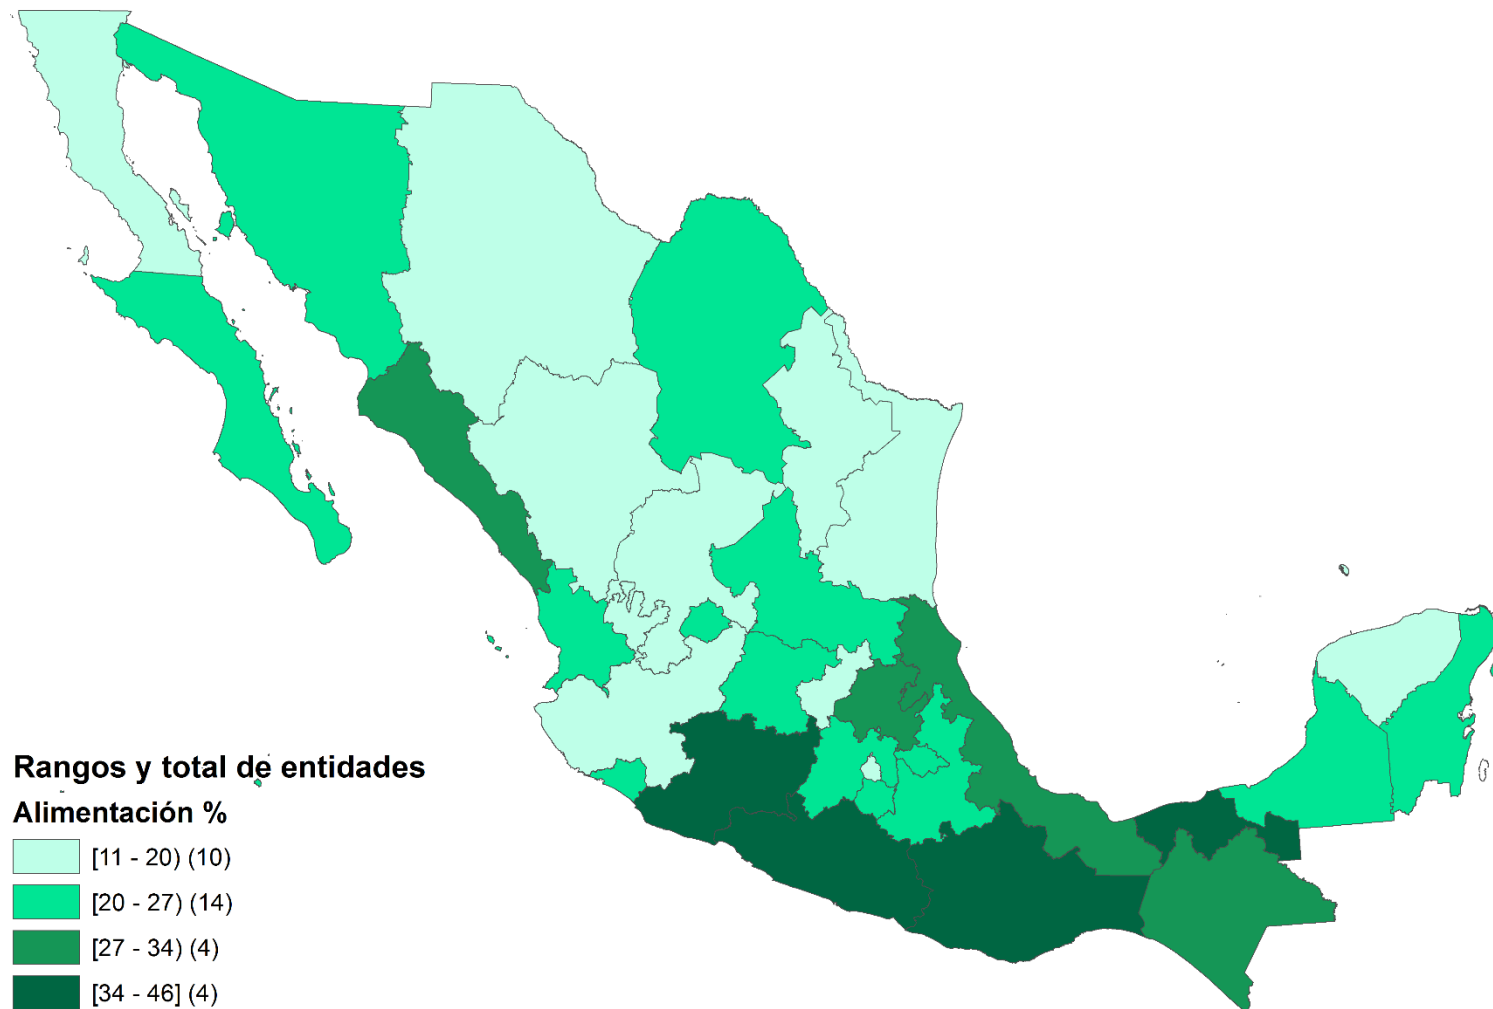 Rangos y total de entidades
Alimentación %
[11 - 20) (10)
[20 - 27) (14)
[27 - 34) (4)
[34 - 46] (4)